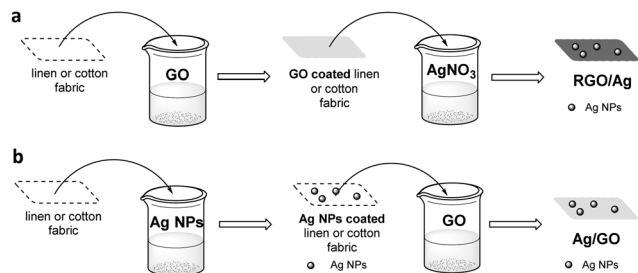 a
linen or cotton
fabric
GO
GO coated linen
or cotton
fabric
AgNO3
RGO/Ag
Ag NPs
b
linen or cotton
fabric
Ag NPs
Ag NPs coated
linen or cotton
fabric
Ag NPs
GO
Ag/GO
Ag NPs